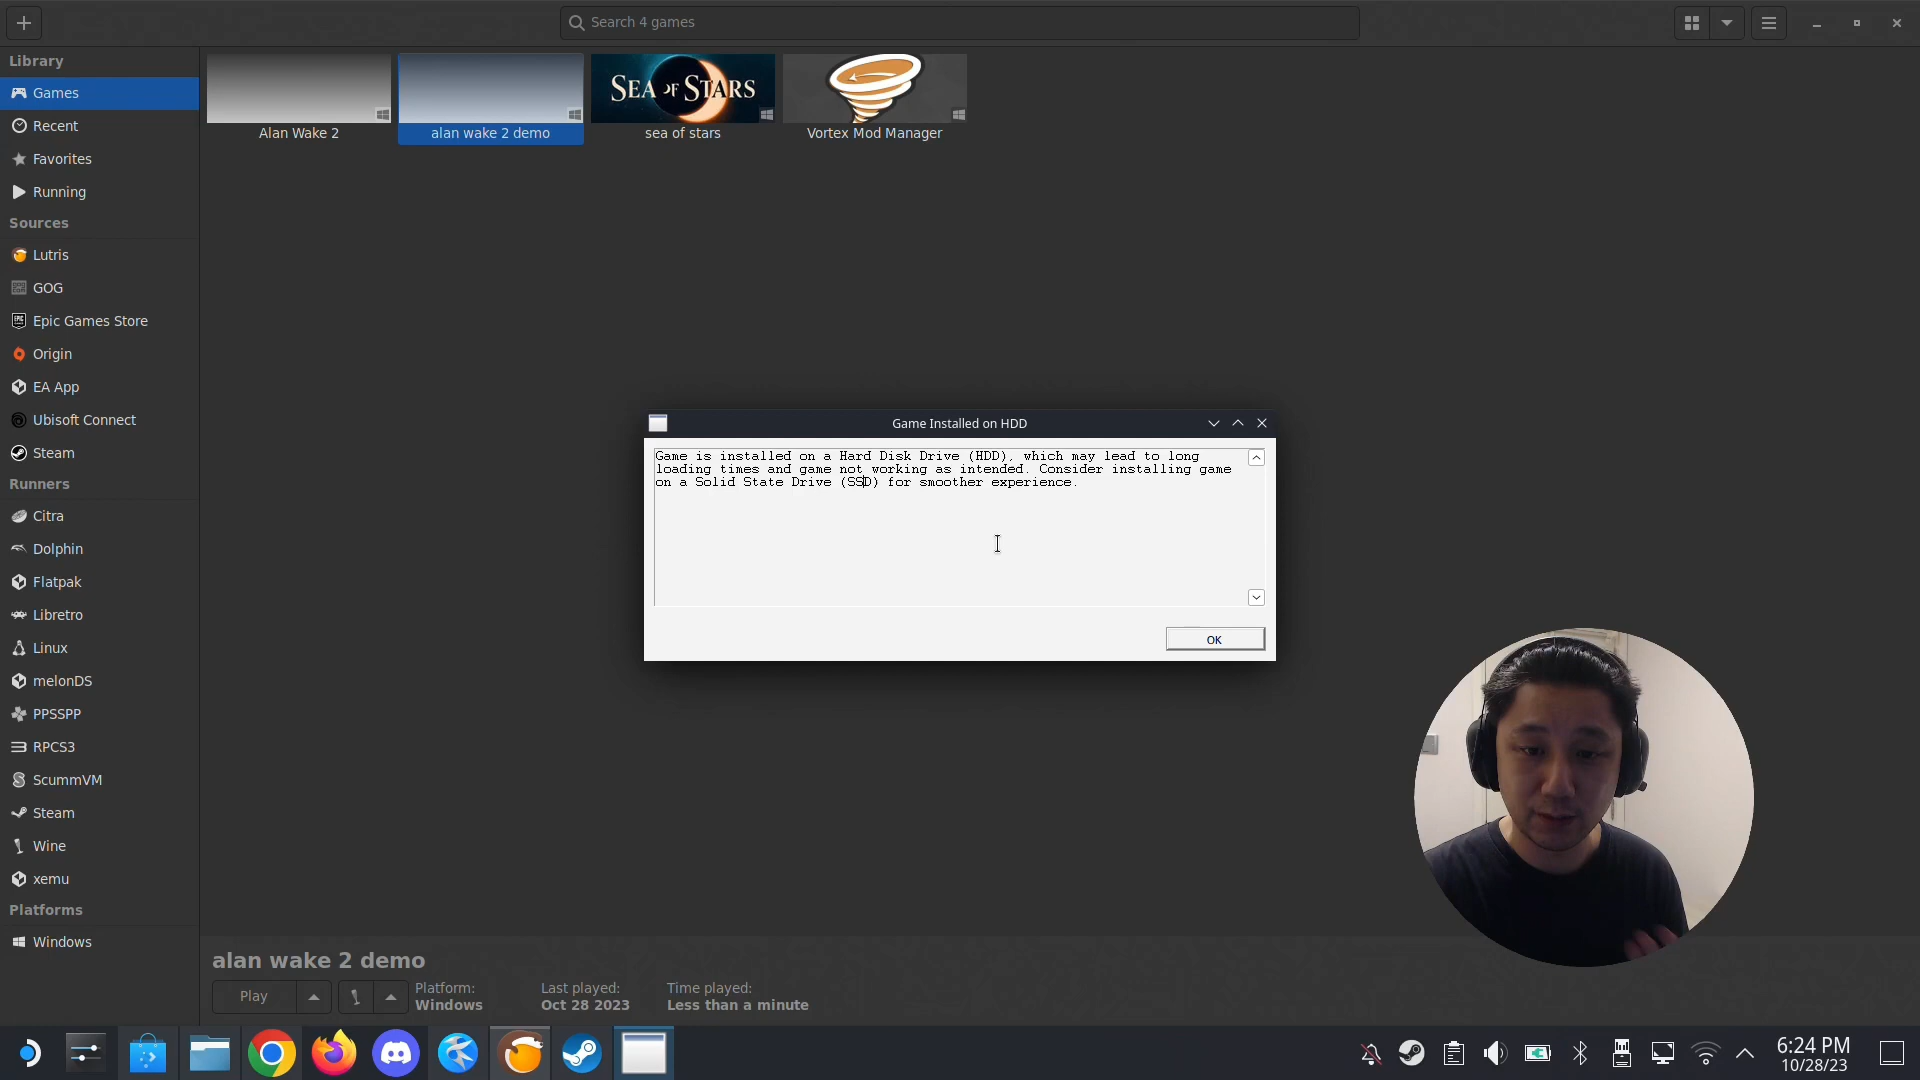 Search 4 games
Library
Games
Recent
Favorites
Running
Sources
Lutris
GOG
Epic Games Store
Origin
EA App
Ubisoft Connect
Steam
Runners
Citra
Dolphin
Flatpak
Libretro
Linux
melonDS
PPSSPP
RPCS3
ScummVM
Steam
Wine
xemu
Platforms
Windows
SEA OF STARS
Alan Wake 2
alan wake 2 demo
sea of stars
Vortex Mod Manager
Game Installed on HDD
Game is installed on a Hard Disk Drive (HDD), which may lead to long
loading times and game not working as intended. Consider installing game
on a Solid State Drive (SSD) for smoother experience.
OK
alan wake 2 demo
Play
Platform:
Windows
Last played:
Oct 28 2023
Time played:
Less than a minute
6:24 PM
10/28/23